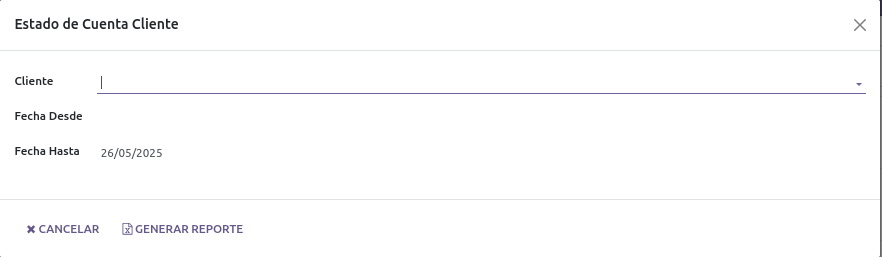 Estado de Cuenta Cliente
Cliente
Fecha Desde
Fecha Hasta 26/05/2025
CANCELAR GENERAR REPORTE